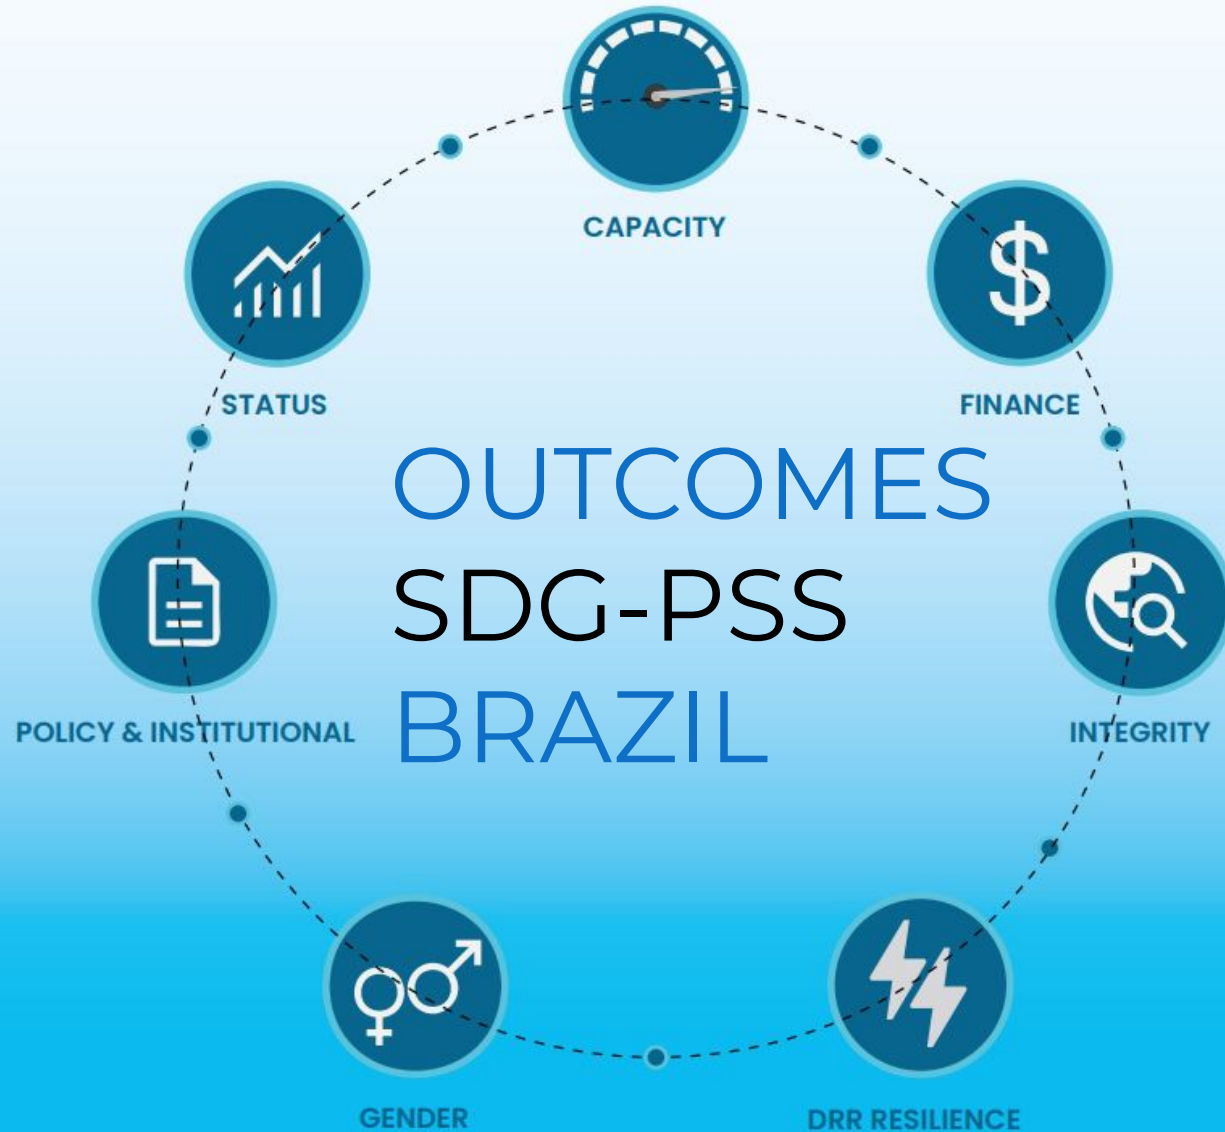 CAPACITY
STATUS
FINANCE
OUTCOMES
SDG-PSS
BRAZIL
POLICY & INSTITUTIONAL
INTEGRITY
GENDER
DRR RESILIENCE